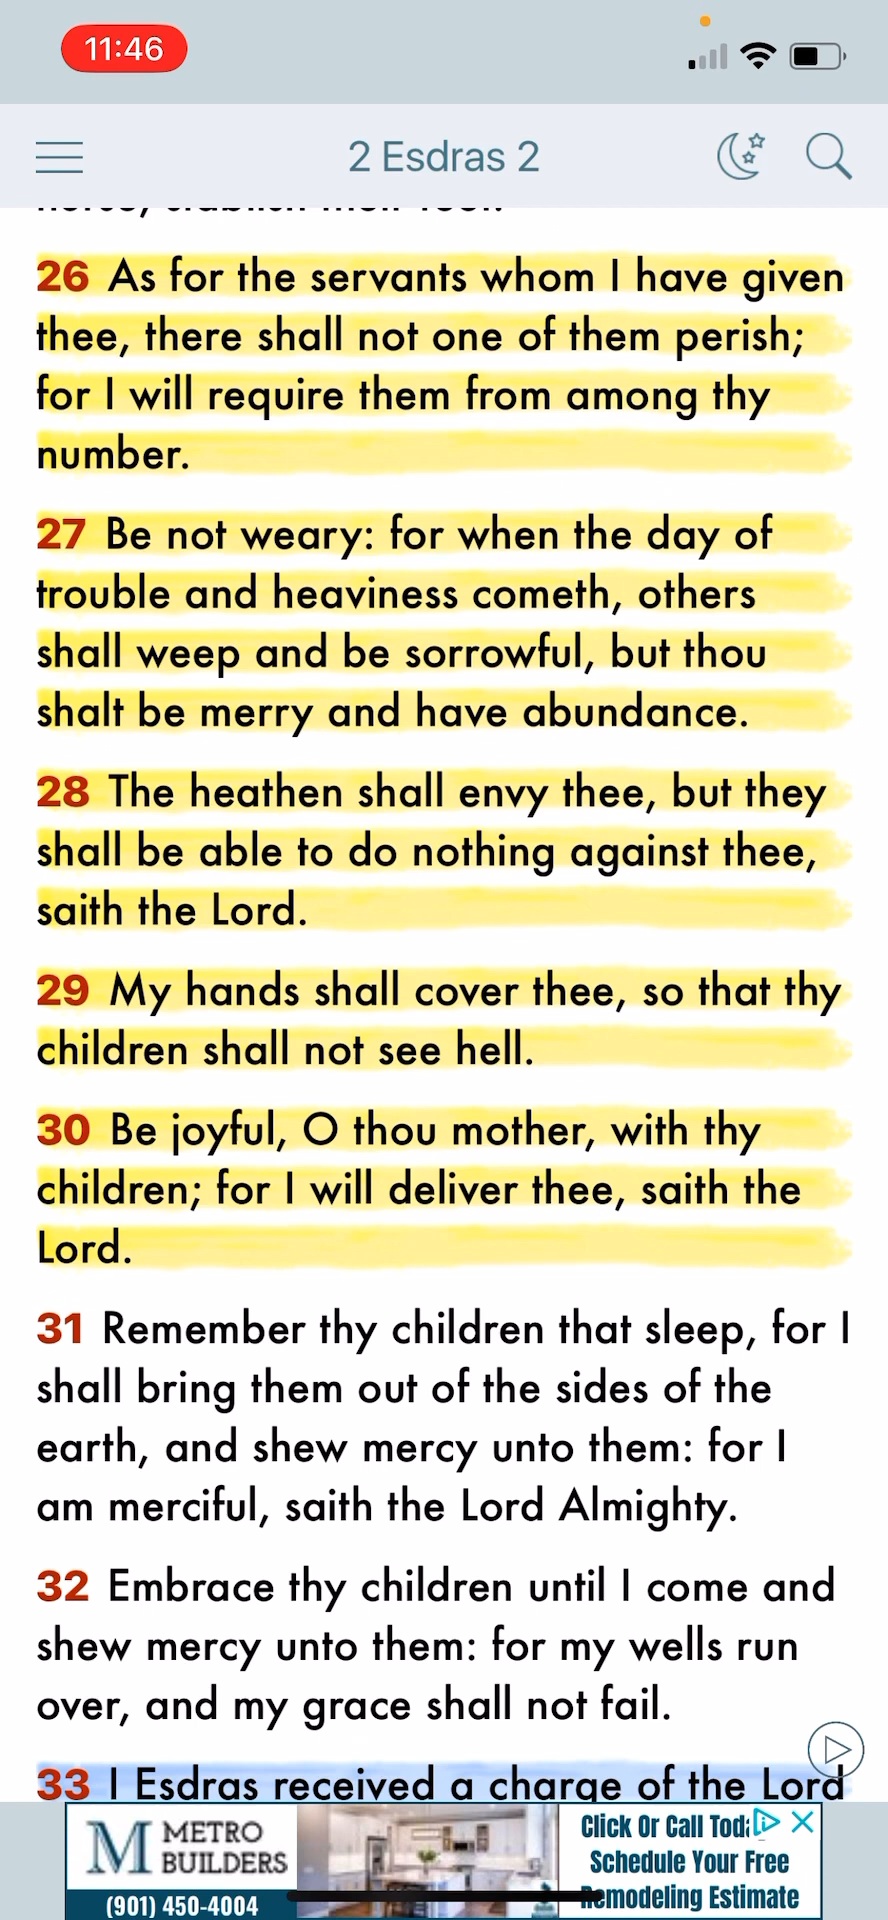 11:46
2 Esdras 2
26 As for the servants whom I have given
thee, there shall not one of them perish;
for I will require them from among thy
number.
27 Be not weary: for when the day of
trouble and heaviness cometh, others
shall weep and be sorrowful, but thou
shalt be merry and have abundance.
28 The heathen shall envy thee, but they
shall be able to do nothing against thee,
saith the Lord.
29 My hands shall cover thee, so that thy
children shall not see hell.
30 Be joyful, O thou mother, with thy
children; for I will deliver thee, saith the
Lord.
31 Remember thy children that sleep, for I
shall bring them out of the sides of the
earth, and shew mercy unto them: for I
am merciful, saith the Lord Almighty.
32 Embrace thy children until I come and
shew mercy unto them: for my wells run
over, and my grace shall not fail.
33 I Esdras received a charge of the Lord
M METRO
BUILDERS
(901) 450-4004
Click Or Call
Schedule Your Free
Remodeling Estimate